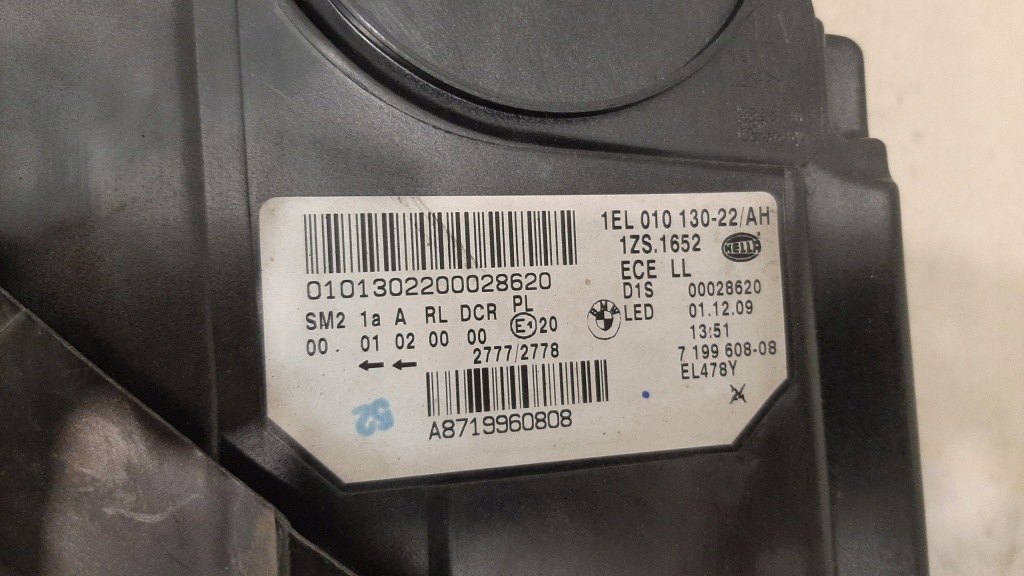 1EL 010 130-22/AH
1ZS.1652
HELLA
0101302200028620
ECE LL
D1S 00028620
LED 01.12.09
13:51
SM2 1a A RL DCR PL
00. 01 02 00 00 E1 20
2777/2778
7 199 608-08
EL478Y
A8719960808
52